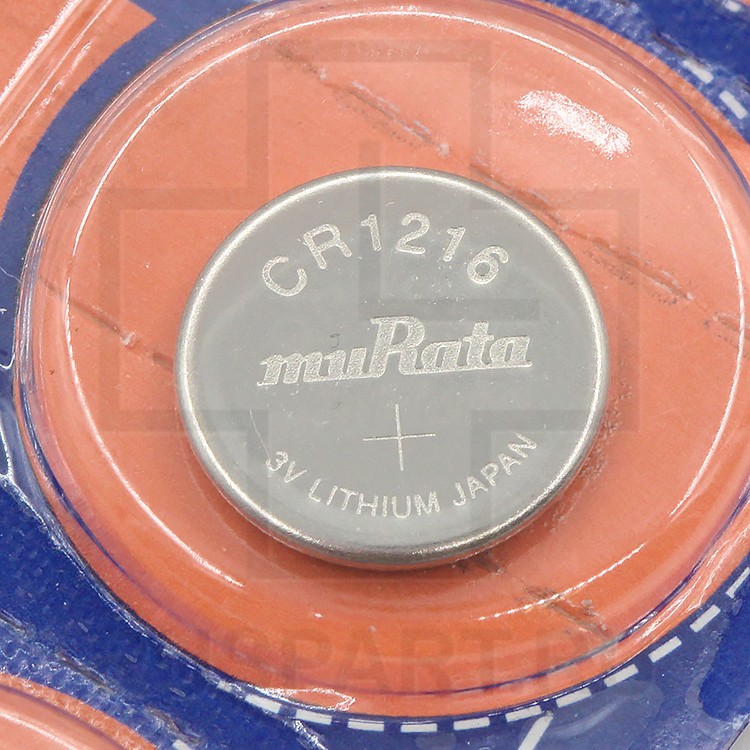 CR1216
muRata
+
3V LITHIUM JAPAN